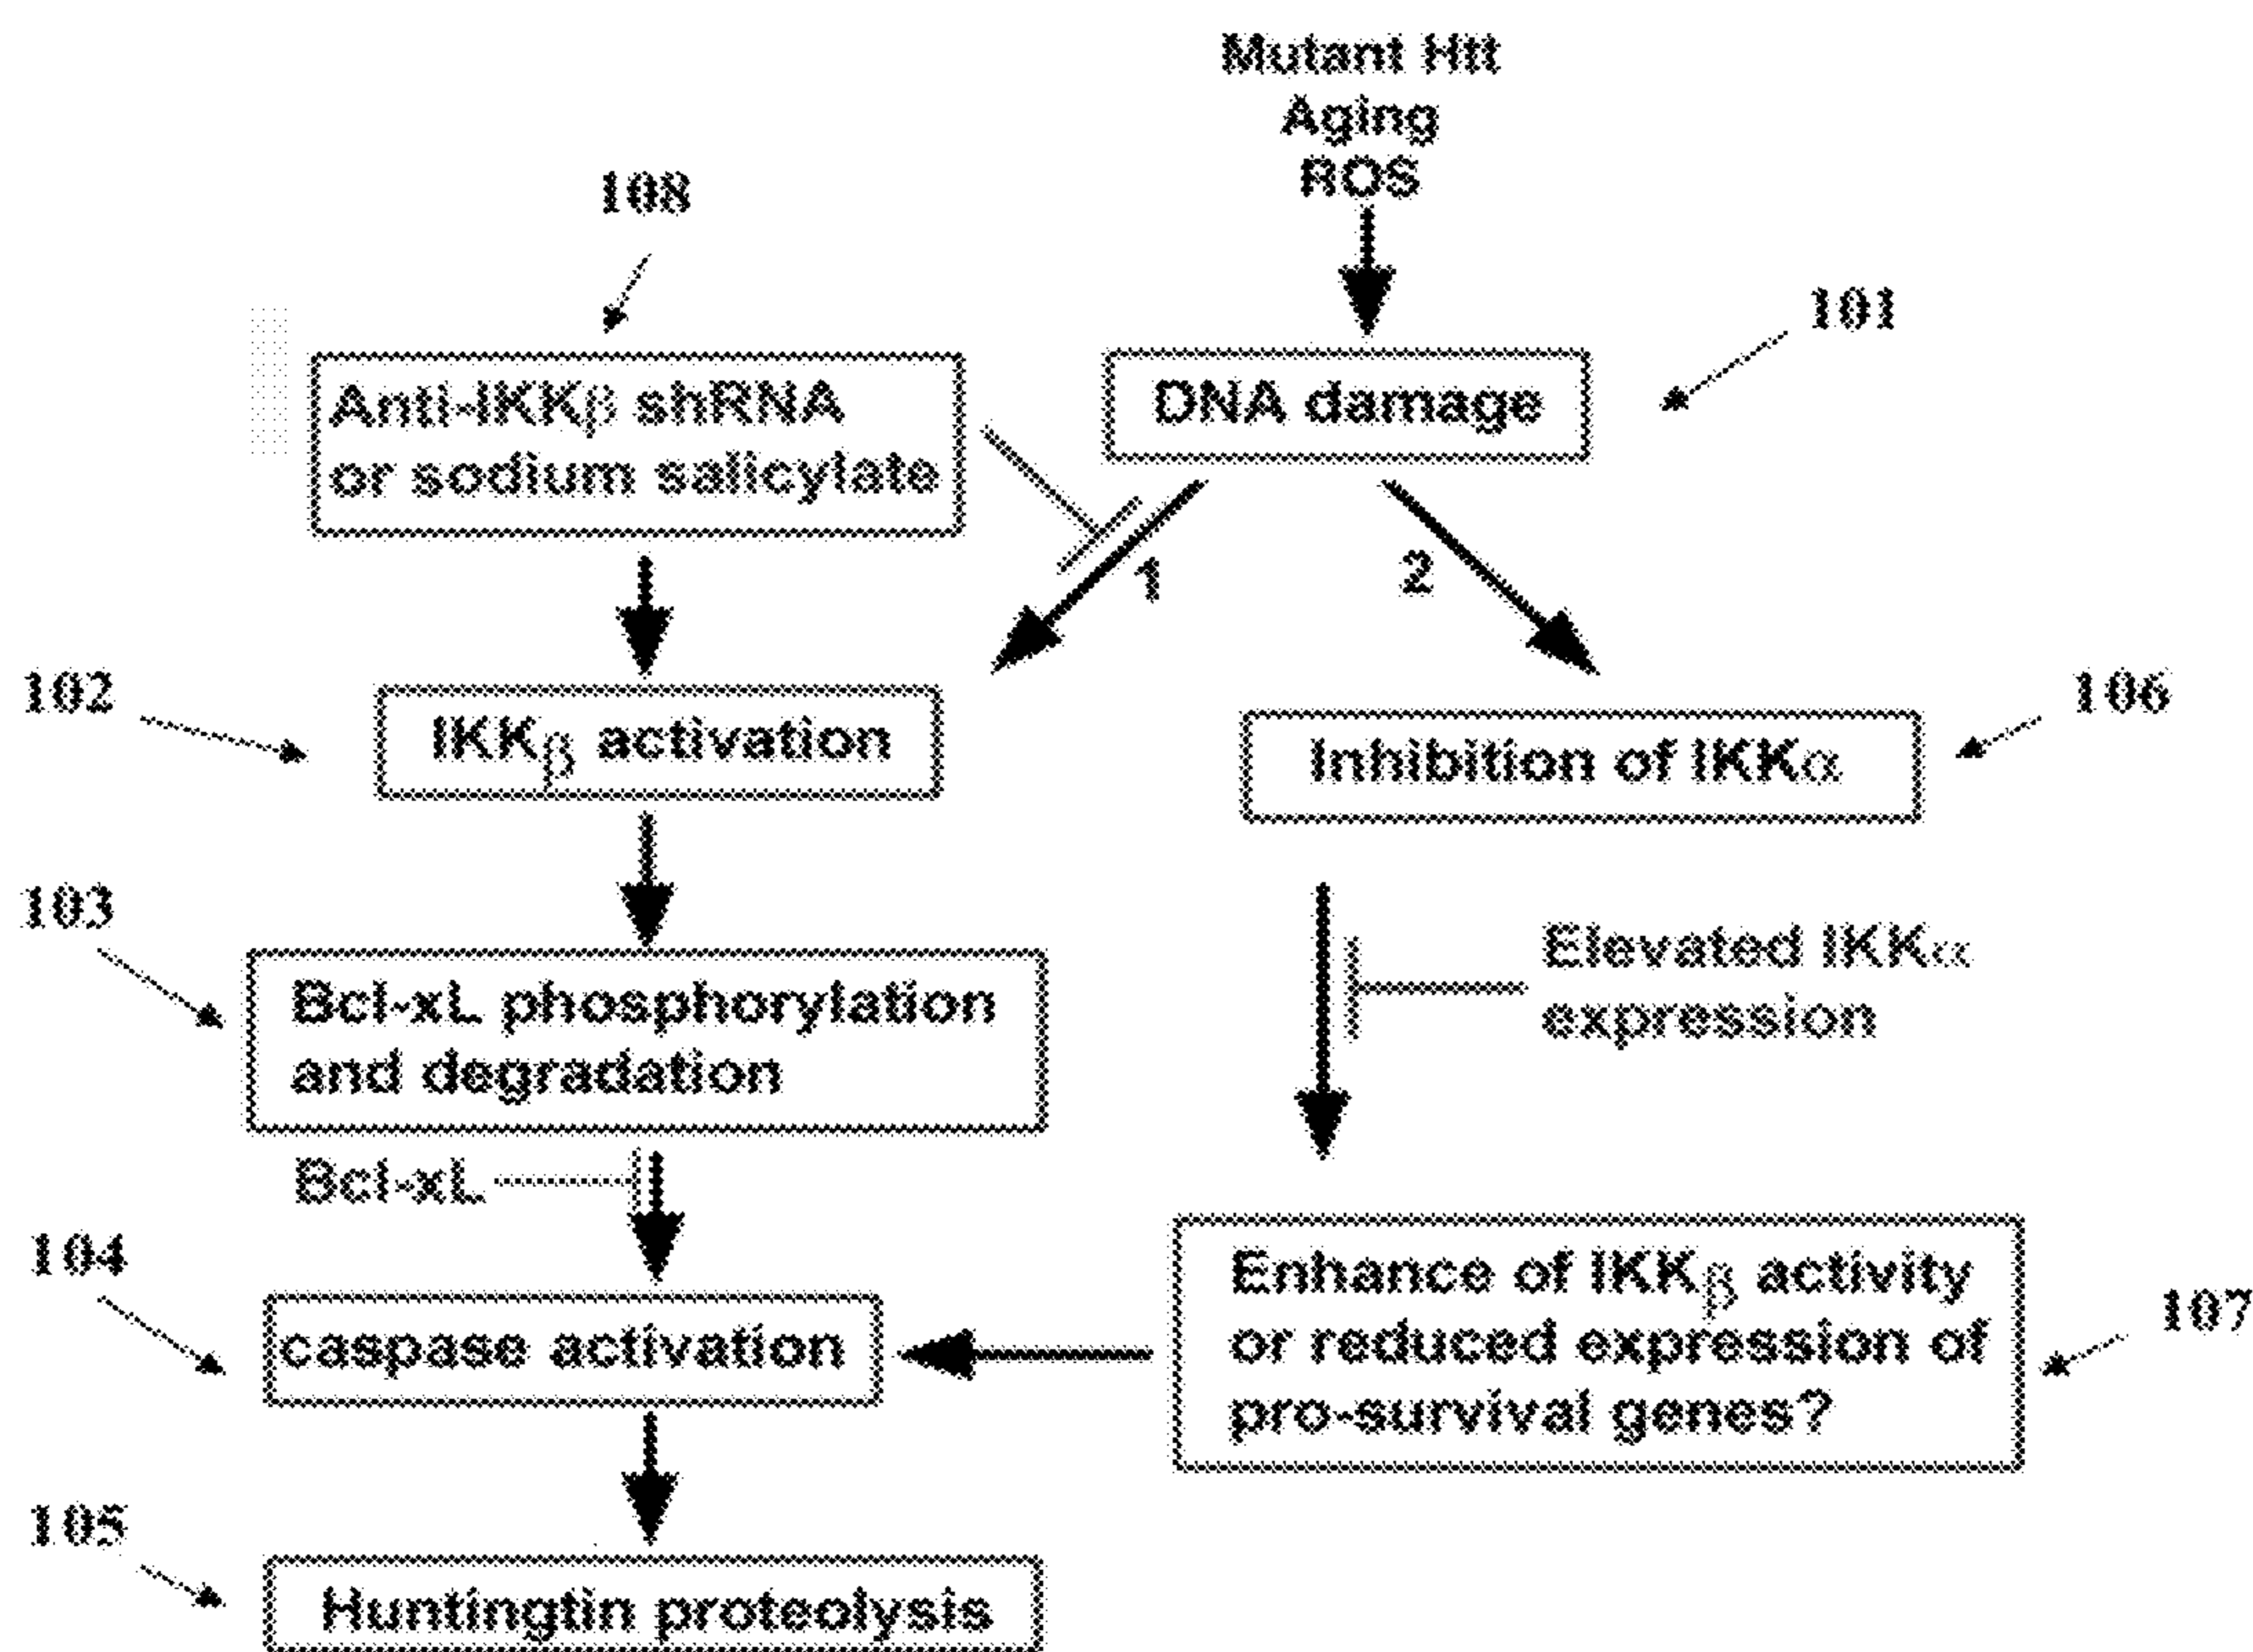 Mutant Htt
Aging
ROS
108
101
Anti-IKKβ shRNA
or sodium salicylate
DNA damage
1
2
102
IKKβ activation
106
Inhibition of IKKα
103
Bcl-xL phosphorylation
and degradation
Elevated IKKα
expression
Bcl-xL
104
caspase activation
Enhance of IKKβ activity
or reduced expression of
pro-survival genes?
107
105
Huntingtin proteolysis